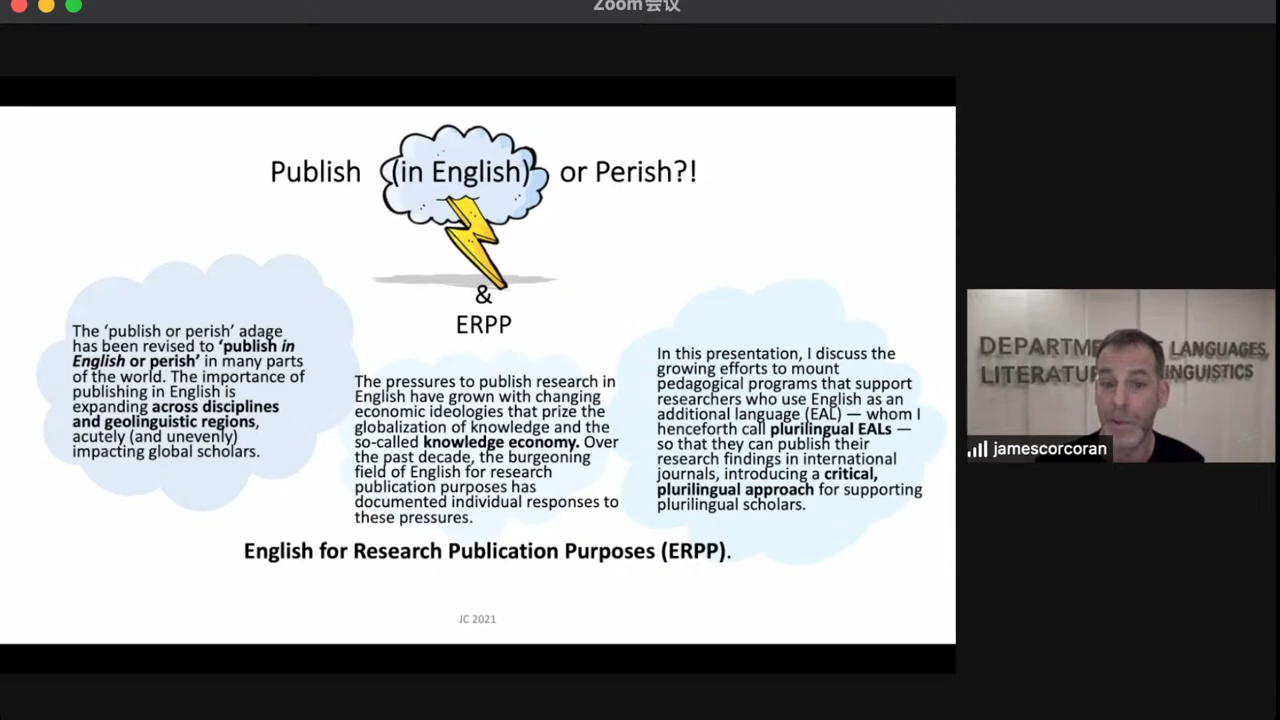 Zoom会议
Publish (in English) or Perish?!
&
ERPP
The ‘publish or perish’ adage
has been revised to ‘publish in
English or perish’ in many parts
of the world. The importance of
publishing in English is
expanding across disciplines
and geolinguistic regions,
acutely (and unevenly)
impacting global scholars.
The pressures to publish research in
English have grown with changing
economic ideologies that prize the
globalization of knowledge and the
so-called knowledge economy. Over
the past decade, the burgeoning
field of English for research
publication purposes has
documented individual responses to
these pressures.
In this presentation, I discuss the
growing efforts to mount
pedagogical programs that support
researchers who use English as an
additional language (EAL) — whom I
henceforth call plurilingual EALs —
so that they can publish their
research findings in international
journals, introducing a critical,
plurilingual approach for supporting
plurilingual scholars.
English for Research Publication Purposes (ERPP).
JC 2021
DEPARTME LANGUAGES,
LITERATU INGUISTICS
jamescorcoran